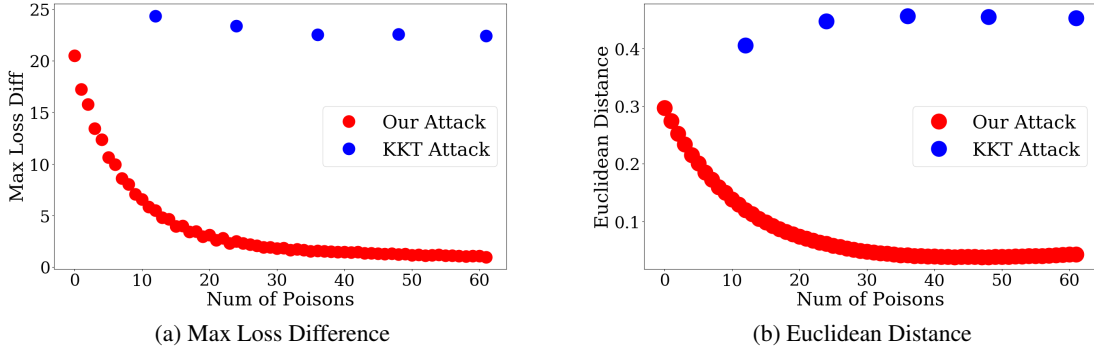 25
20
15
10
5
0
Max Loss Diff
Our Attack
KKT Attack
0 10 20 30 40 50 60
Num of Poisons
(a) Max Loss Difference
0.4
0.3
0.2
0.1
Euclidean Distance
Our Attack
KKT Attack
0 10 20 30 40 50 60
Num of Poisons
(b) Euclidean Distance